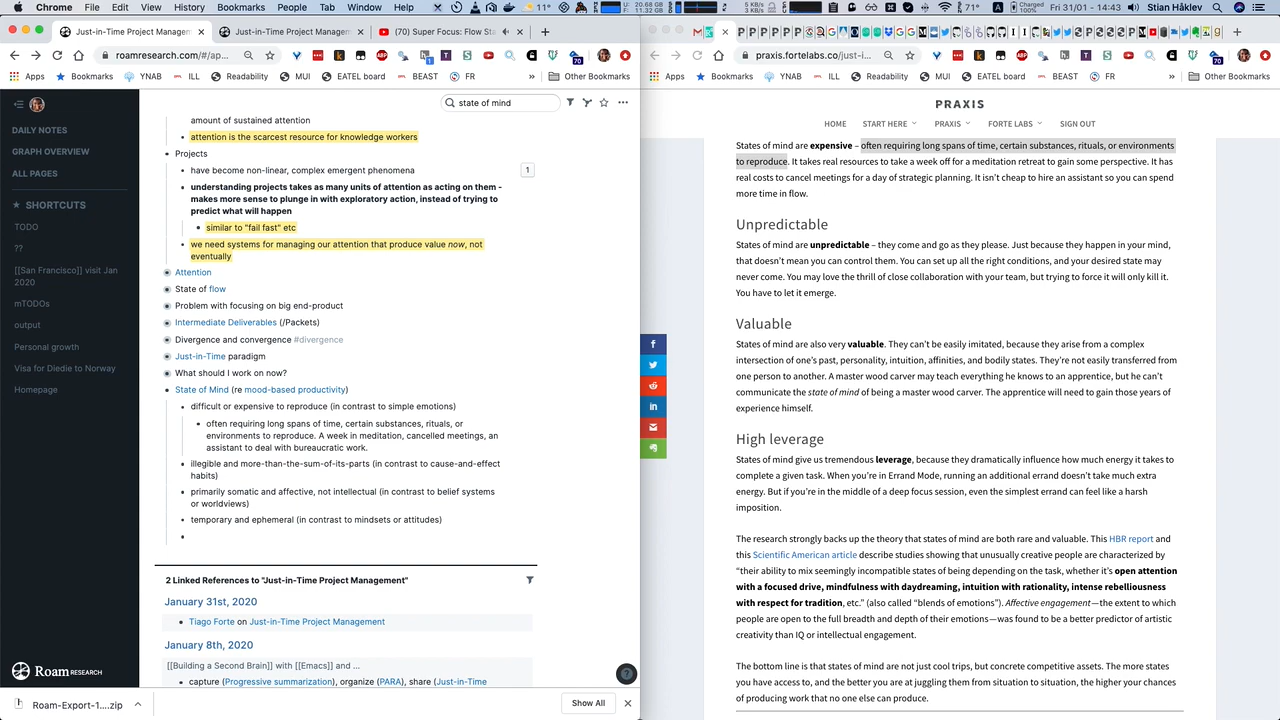 Chrome File Edit View History Bookmarks People Tab Window Help
11° 20.68 GB 11.32 GB 5 KB/s 3 KB/s 71° Charged 100% Fri 31/01 - 14:43 Stian Håklev
Just-in-Time Project Managem
Just-in-Time Project Managem
(70) Super Focus: Flow Sta
roamresearch.com/#/ap...
praxis.fortelabs.co/just-i...
Apps Bookmarks YNAB ILL Readability MUI EATEL board BEAST FR » Other Bookmarks
Apps Bookmarks YNAB ILL Readability MUI EATEL board BEAST FR » Other Bookmarks
DAILY NOTES
GRAPH OVERVIEW
ALL PAGES
SHORTCUTS
TODO
??
[[San Francisco]] visit Jan
2020
mTODOs
output
Personal growth
Visa for Diedie to Norway
Homepage
Roam RESEARCH
state of mind
amount of sustained attention
attention is the scarcest resource for knowledge workers
Projects
have become non-linear, complex emergent phenomena
1
understanding projects takes as many units of attention as acting on them -
makes more sense to plunge in with exploratory action, instead of trying to
predict what will happen
similar to "fail fast" etc
we need systems for managing our attention that produce value now, not
eventually
Attention
State of flow
Problem with focusing on big end-product
Intermediate Deliverables (/Packets)
Divergence and convergence #divergence
Just-in-Time paradigm
What should I work on now?
State of Mind (re mood-based productivity)
difficult or expensive to reproduce (in contrast to simple emotions)
often requiring long spans of time, certain substances, rituals, or
environments to reproduce. A week in meditation, cancelled meetings, an
assistant to deal with bureaucratic work.
illegible and more-than-the-sum-of-its-parts (in contrast to cause-and-effect
habits)
primarily somatic and affective, not intellectual (in contrast to belief systems
or worldviews)
temporary and ephemeral (in contrast to mindsets or attitudes)
2 Linked References to "Just-in-Time Project Management"
January 31st, 2020
Tiago Forte on Just-in-Time Project Management
January 8th, 2020
[[Building a Second Brain]] with [[Emacs]] and ...
capture (Progressive summarization), organize (PARA), share (Just-in-Time
Roam-Export-1....zip
Show All
PRAXIS
HOME START HERE PRAXIS FORTE LABS SIGN OUT
States of mind are expensive – often requiring long spans of time, certain substances, rituals, or environments
to reproduce. It takes real resources to take a week off for a meditation retreat to gain some perspective. It has
real costs to cancel meetings for a day of strategic planning. It isn't cheap to hire an assistant so you can spend
more time in flow.
Unpredictable
States of mind are unpredictable – they come and go as they please. Just because they happen in your mind,
that doesn't mean you can control them. You can set up all the right conditions, and your desired state may
never come. You may love the thrill of close collaboration with your team, but trying to force it will only kill it.
You have to let it emerge.
Valuable
States of mind are also very valuable. They can't be easily imitated, because they arise from a complex
intersection of one's past, personality, intuition, affinities, and bodily states. They're not easily transferred from
one person to another. A master wood carver may teach everything he knows to an apprentice, but he can't
communicate the state of mind of being a master wood carver. The apprentice will need to gain those years of
experience himself.
High leverage
States of mind give us tremendous leverage, because they dramatically influence how much energy it takes to
complete a given task. When you're in Errand Mode, running an additional errand doesn't take much extra
energy. But if you're in the middle of a deep focus session, even the simplest errand can feel like a harsh
imposition.
The research strongly backs up the theory that states of mind are both rare and valuable. This HBR report and
this Scientific American article describe studies showing that unusually creative people are characterized by
“their ability to mix seemingly incompatible states of being depending on the task, whether it's open attention
with a focused drive, mindfulness with daydreaming, intuition with rationality, intense rebelliousness
with respect for tradition, etc.” (also called “blends of emotions”). Affective engagement—the extent to which
people are open to the full breadth and depth of their emotions—was found to be a better predictor of artistic
creativity than IQ or intellectual engagement.
The bottom line is that states of mind are not just cool trips, but concrete competitive assets. The more states
you have access to, and the better you are at juggling them from situation to situation, the higher your chances
of producing work that no one else can produce.